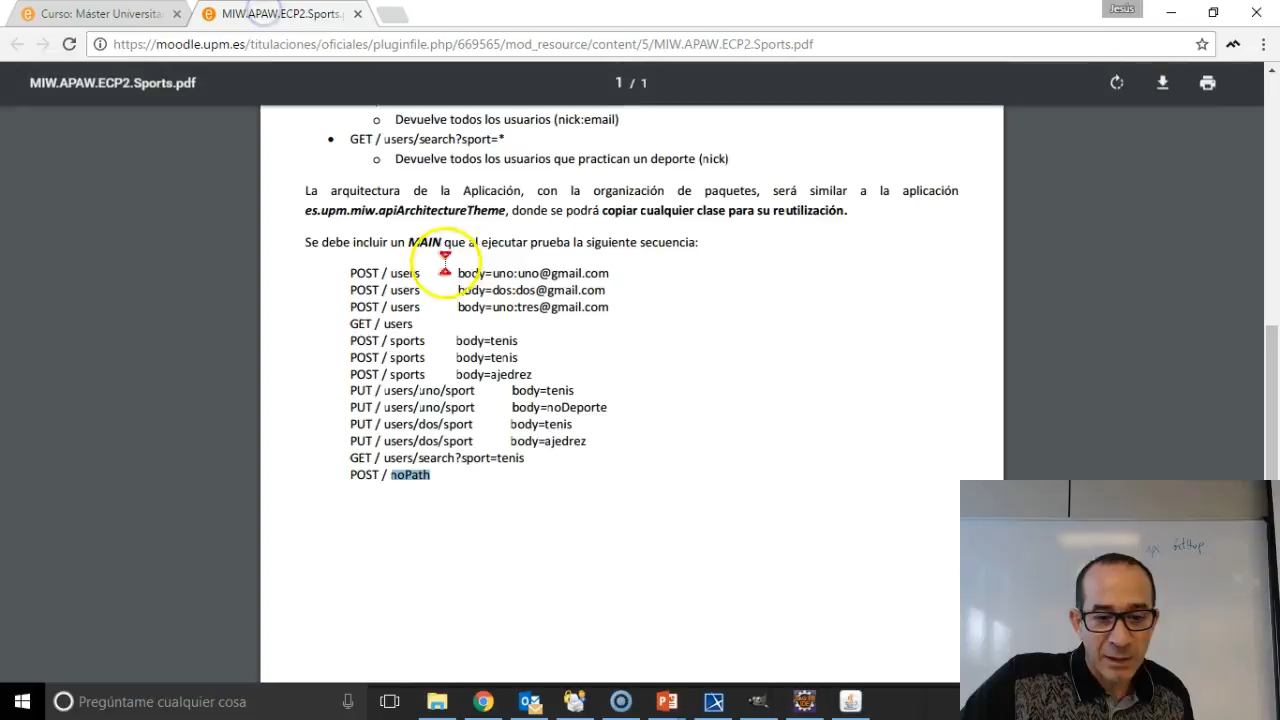 Curso: Máster Universita
MIW.APAW.ECP2.Sports.p
Jesús
https://moodle.upm.es/titulaciones/oficiales/pluginfile.php/669565/mod_resource/content/5/MIW.APAW.ECP2.Sports.pdf
MIW.APAW.ECP2.Sports.pdf
1 / 1
o Devuelve todos los usuarios (nick:email)
• GET / users/search?sport=*
o Devuelve todos los usuarios que practican un deporte (nick)
La arquitectura de la Aplicación, con la organización de paquetes, será similar a la aplicación
es.upm.miw.apiArchitectureTheme, donde se podrá copiar cualquier clase para su reutilización.
Se debe incluir un MAIN que al ejecutar prueba la siguiente secuencia:
POST / users body=uno:uno@gmail.com
POST / users body=dos:dos@gmail.com
POST / users body=uno:tres@gmail.com
GET / users
POST / sports body=tenis
POST / sports body=tenis
POST / sports body=ajedrez
PUT / users/uno/sport body=tenis
PUT / users/uno/sport body=noDeporte
PUT / users/dos/sport body=tenis
PUT / users/dos/sport body=ajedrez
GET / users/search?sport=tenis
POST / noPath
Pregúntame cualquier cosa